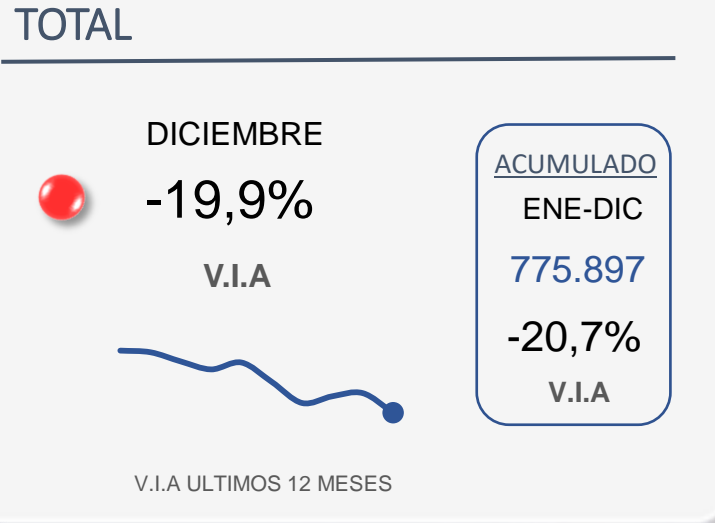 TOTAL
DICIEMBRE
-19,9%
V.I.A
V.I.A ULTIMOS 12 MESES
ACUMULADO
ENE-DIC
775.897
-20,7%
V.I.A